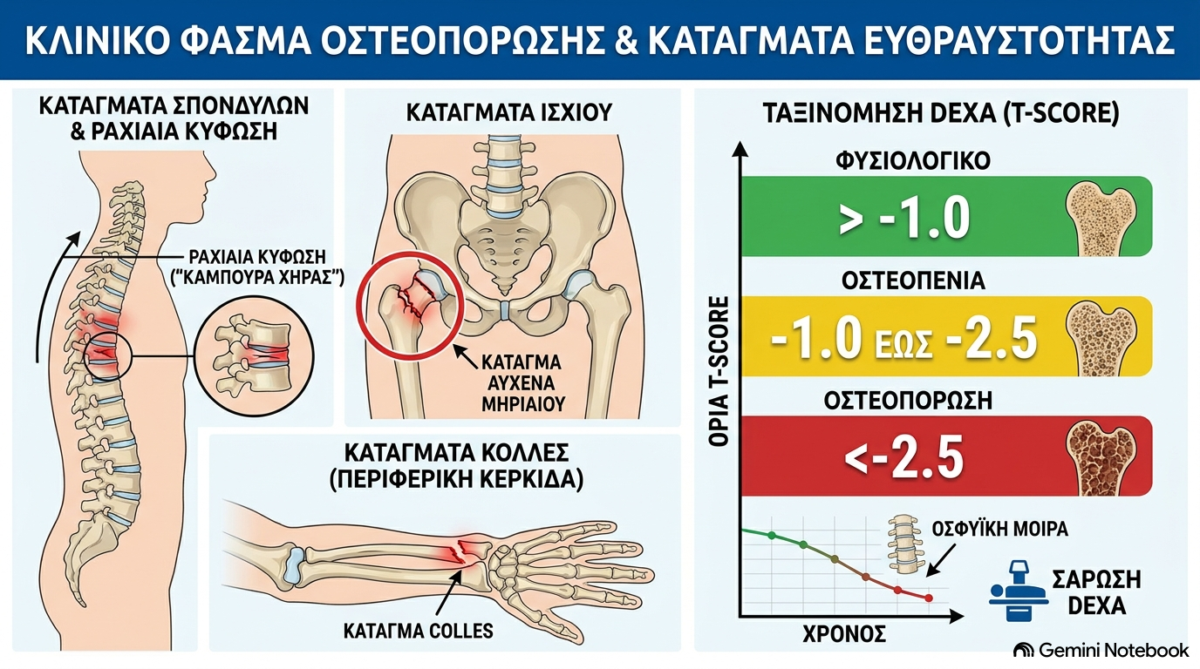 ΚΛΙΝΙΚΟ ΦΑΣΜΑ ΟΣΤΕΟΠΟΡΩΣΗΣ & ΚΑΤΑΓΜΑΤΑ ΕΥΘΡΑΥΣΤΟΤΗΤΑΣ
ΚΑΤΑΓΜΑΤΑ ΣΠΟΝΔΥΛΩΝ
& ΡΑΧΙΑΙΑ ΚΥΦΩΣΗ
ΡΑΧΙΑΙΑ ΚΥΦΩΣΗ
("ΚΑΜΠΟΥΡΑ ΧΗΡΑΣ")
ΚΑΤΑΓΜΑΤΑ ΙΣΧΙΟΥ
ΚΑΤΑΓΜΑ
ΑΥΧΕΝΑ
ΜΗΡΙΑΙΟΥ
ΚΑΤΑΓΜΑΤΑ ΚΟΛΛΕΣ
(ΠΕΡΙΦΕΡΙΚΗ ΚΕΡΚΙΔΑ)
ΚΑΤΑΓΜΑ COLLES
ΤΑΞΙΝΟΜΗΣΗ DEXA (T-SCORE)
ΟΡΙΑ T-SCORE
ΦΥΣΙΟΛΟΓΙΚΟ
> -1.0
ΟΣΤΕΟΠΕΝΙΑ
-1.0 ΕΩΣ -2.5
ΟΣΤΕΟΠΟΡΩΣΗ
<-2.5
ΟΣΦΥΪΚΗ ΜΟΙΡΑ
ΣΑΡΩΣΗ
DEXA
ΧΡΟΝΟΣ
Gemini Notebook